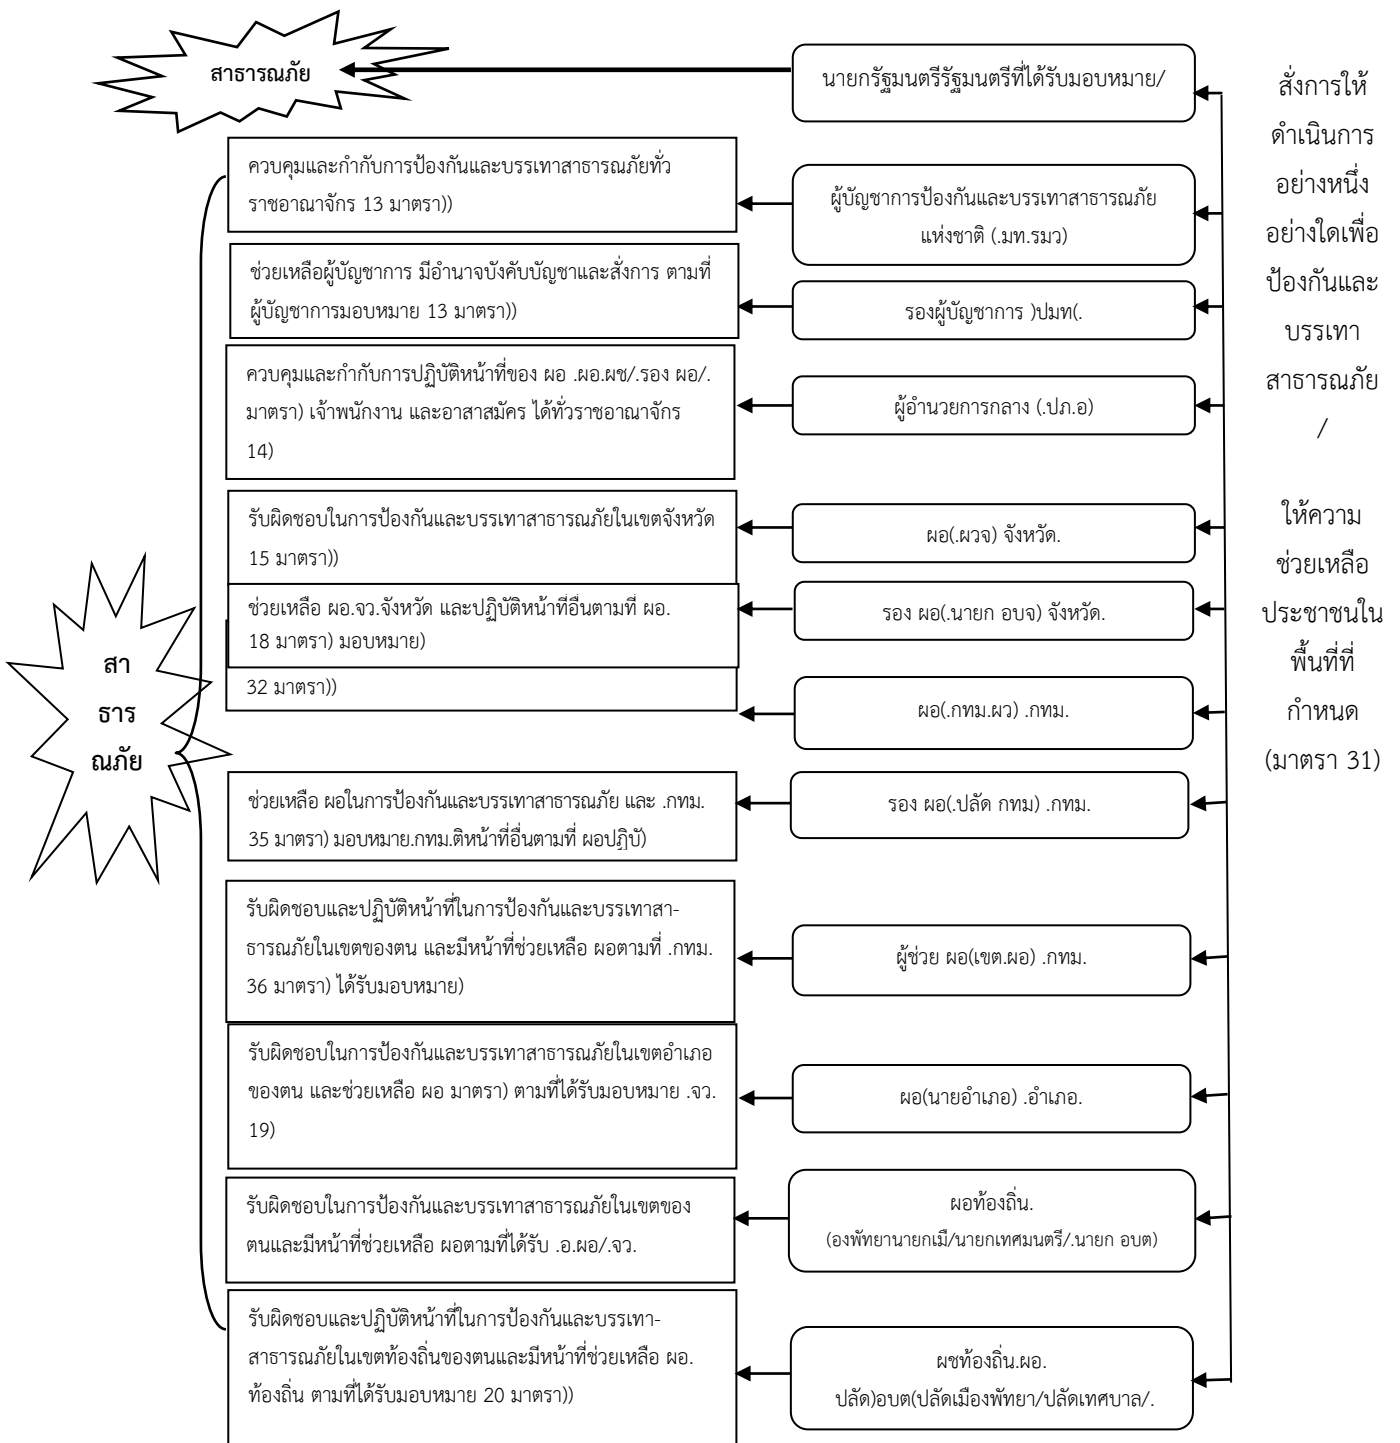 สาธารณภัย
นายกรัฐมนตรีรัฐมนตรีที่ได้รับมอบหมาย/
สั่งการให้
ดำเนินการ
อย่างหนึ่ง
อย่างใดเพื่อ
ป้องกันและ
บรรเทา
สาธารณภัย
/
ให้ความ
ช่วยเหลือ
ประชาชนใน
พื้นที่ที่
กำหนด
(มาตรา 31)
ควบคุมและกำกับการป้องกันและบรรเทาสาธารณภัยทั่ว
ราชอาณาจักร 13 มาตรา))
ผู้บัญชาการป้องกันและบรรเทาสาธารณภัย
แห่งชาติ (.มท.รมว)
ช่วยเหลือผู้บัญชาการ มีอำนาจบังคับบัญชาและสั่งการ ตามที่
ผู้บัญชาการมอบหมาย 13 มาตรา))
รองผู้บัญชาการ )ปมท(.
ควบคุมและกำกับการปฏิบัติหน้าที่ของ ผอ .ผอ.ผช/.รอง ผอ/.
มาตรา) เจ้าพนักงาน และอาสาสมัคร ได้ทั่วราชอาณาจักร
14)
ผู้อำนวยการกลาง (.ปภ.อ)
รับผิดชอบในการป้องกันและบรรเทาสาธารณภัยในเขตจังหวัด
15 มาตรา))
ผอ(.ผวจ) จังหวัด.
ช่วยเหลือ ผอ.จว.จังหวัด และปฏิบัติหน้าที่อื่นตามที่ ผอ.
18 มาตรา) มอบหมาย)
รอง ผอ(.นายก อบจ) จังหวัด.
32 มาตรา))
ผอ(.กทม.ผว) .กทม.
สา
ธาร
ณภัย
ช่วยเหลือ ผอในการป้องกันและบรรเทาสาธารณภัย และ .กทม.
35 มาตรา) มอบหมาย.กทม.ติหน้าที่อื่นตามที่ ผอปฏิบั)
รอง ผอ(.ปลัด กทม) .กทม.
รับผิดชอบและปฏิบัติหน้าที่ในการป้องกันและบรรเทาสา-
ธารณภัยในเขตของตน และมีหน้าที่ช่วยเหลือ ผอตามที่ .กทม.
36 มาตรา) ได้รับมอบหมาย)
ผู้ช่วย ผอ(เขต.ผอ) .กทม.
รับผิดชอบในการป้องกันและบรรเทาสาธารณภัยในเขตอำเภอ
ของตน และช่วยเหลือ ผอ มาตรา) ตามที่ได้รับมอบหมาย .จว.
19)
ผอ(นายอำเภอ) .อำเภอ.
รับผิดชอบในการป้องกันและบรรเทาสาธารณภัยในเขตของ
ตนและมีหน้าที่ช่วยเหลือ ผอตามที่ได้รับ .อ.ผอ/.จว.
ผอท้องถิ่น.
(องพัทยานายกเมื/นายกเทศมนตรี/.นายก อบต)
รับผิดชอบและปฏิบัติหน้าที่ในการป้องกันและบรรเทา-
สาธารณภัยในเขตท้องถิ่นของตนและมีหน้าที่ช่วยเหลือ ผอ.
ท้องถิ่น ตามที่ได้รับมอบหมาย 20 มาตรา))
ผชท้องถิ่น.ผอ.
ปลัด)อบต(ปลัดเมืองพัทยา/ปลัดเทศบาล/.